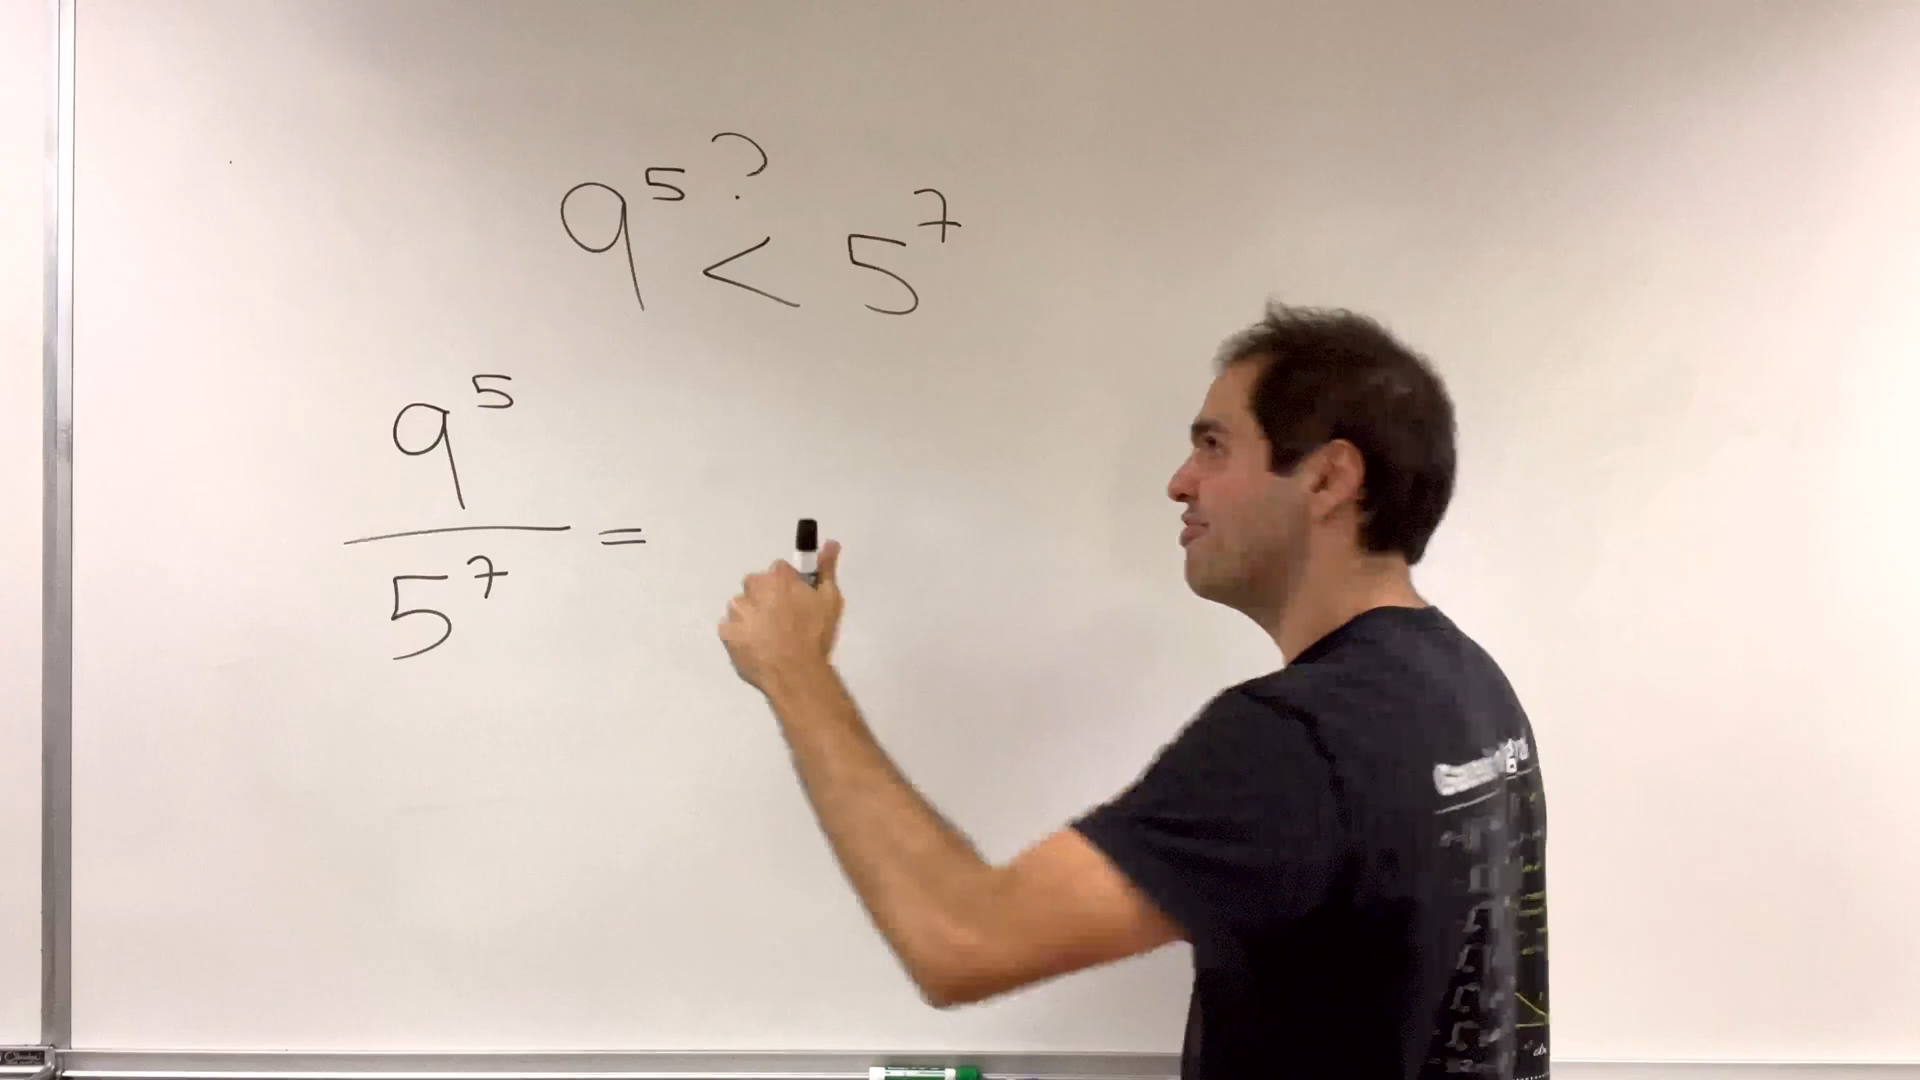 9⁵ <? 5⁷
9⁵
5⁷ =